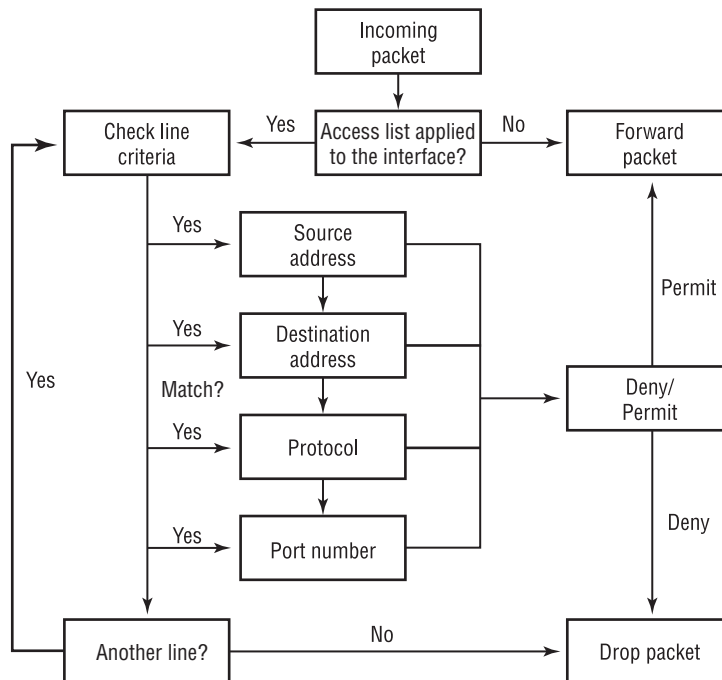 Incoming
packet
Check line
criteria
Yes
Access list applied
to the interface?
No
Forward
packet
Yes
Source
address
Permit
Yes
Destination
address
Yes
Match?
Deny/
Permit
Yes
Protocol
Deny
Yes
Port number
Another line?
No
Drop packet